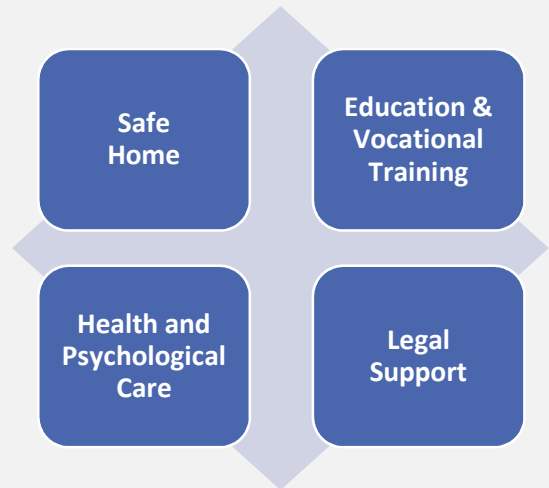 Safe
Home
Education &
Vocational
Training
Health and
Psychological
Care
Legal
Support